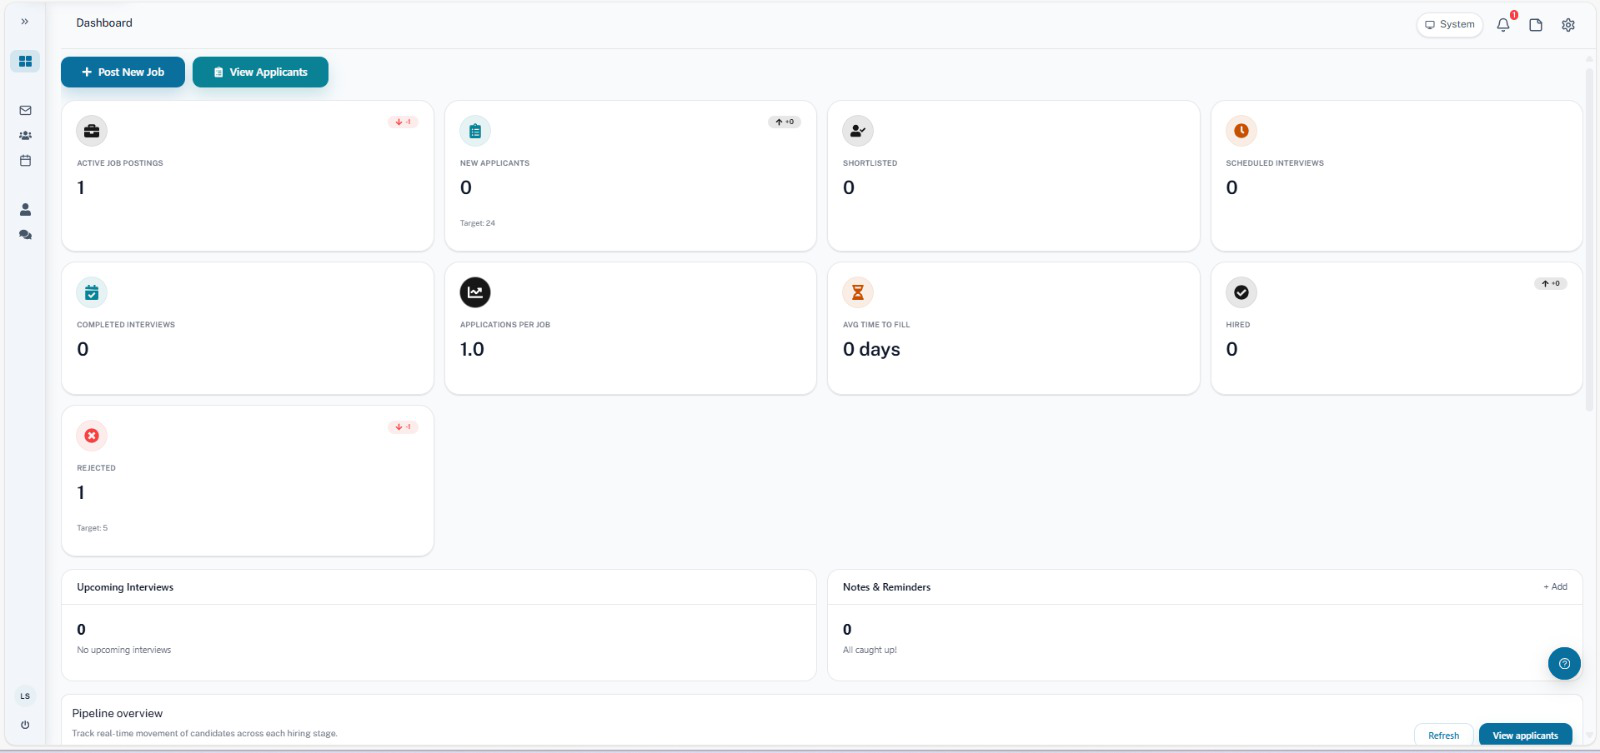 Dashboard
System
1
Post New Job
View Applicants
-1
ACTIVE JOB POSTINGS
1
+0
NEW APPLICANTS
0
Target: 24
SHORTLISTED
0
SCHEDULED INTERVIEWS
0
COMPLETED INTERVIEWS
0
APPLICATIONS PER JOB
1.0
AVG TIME TO FILL
0 days
+0
HIRED
0
-1
REJECTED
1
Target: 5
Upcoming Interviews
0
No upcoming interviews
Notes & Reminders
+ Add
0
All caught up!
LS
Pipeline overview
Track real-time movement of candidates across each hiring stage.
Refresh
View applicants